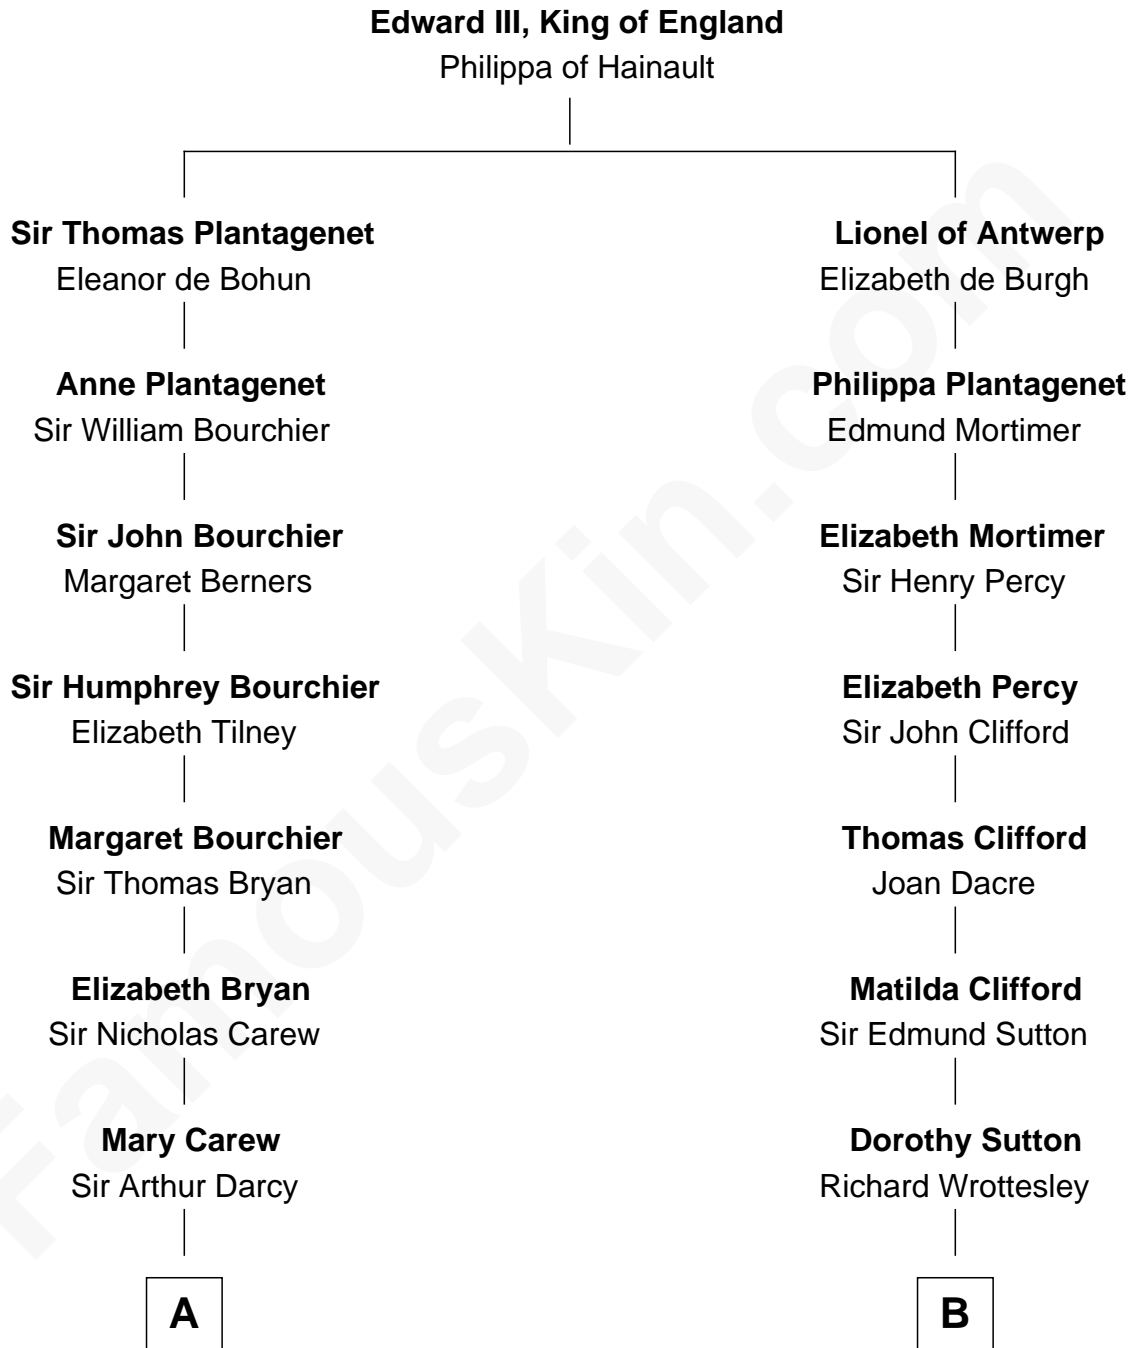 Edward III, King of England
Philippa of Hainault
Sir Thomas Plantagenet
Eleanor de Bohun
Lionel of Antwerp
Elizabeth de Burgh
Anne Plantagenet
Sir William Bourchier
Philippa Plantagenet
Edmund Mortimer
Sir John Bourchier
Margaret Berners
Elizabeth Mortimer
Sir Henry Percy
Sir Humphrey Bourchier
Elizabeth Tilney
Elizabeth Percy
Sir John Clifford
Margaret Bourchier
Sir Thomas Bryan
Thomas Clifford
Joan Dacre
Elizabeth Bryan
Sir Nicholas Carew
Matilda Clifford
Sir Edmund Sutton
Mary Carew
Sir Arthur Darcy
Dorothy Sutton
Richard Wrottesley
A
B
FamousKin.com